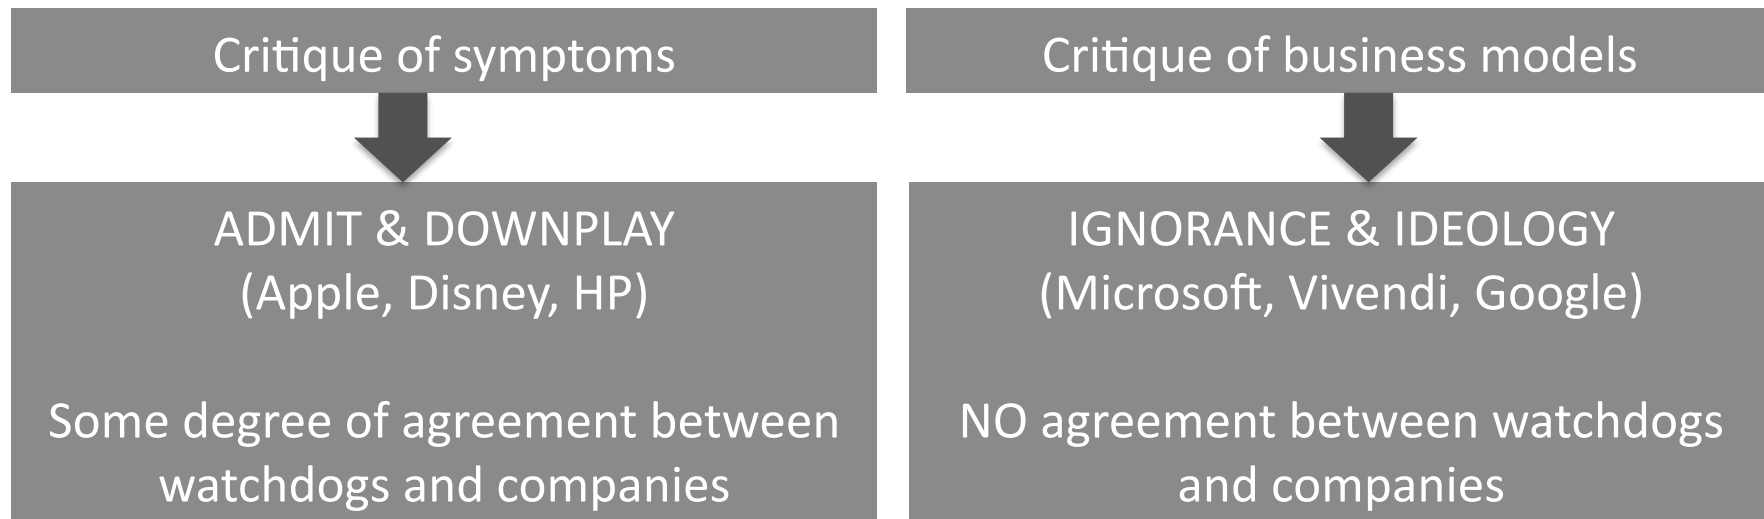 Critique of symptoms
ADMIT & DOWNPLAY
(Apple, Disney, HP)
Some degree of agreement between
watchdogs and companies
Critique of business models
IGNORANCE & IDEOLOGY
(Microsoft, Vivendi, Google)
NO agreement between watchdogs
and companies